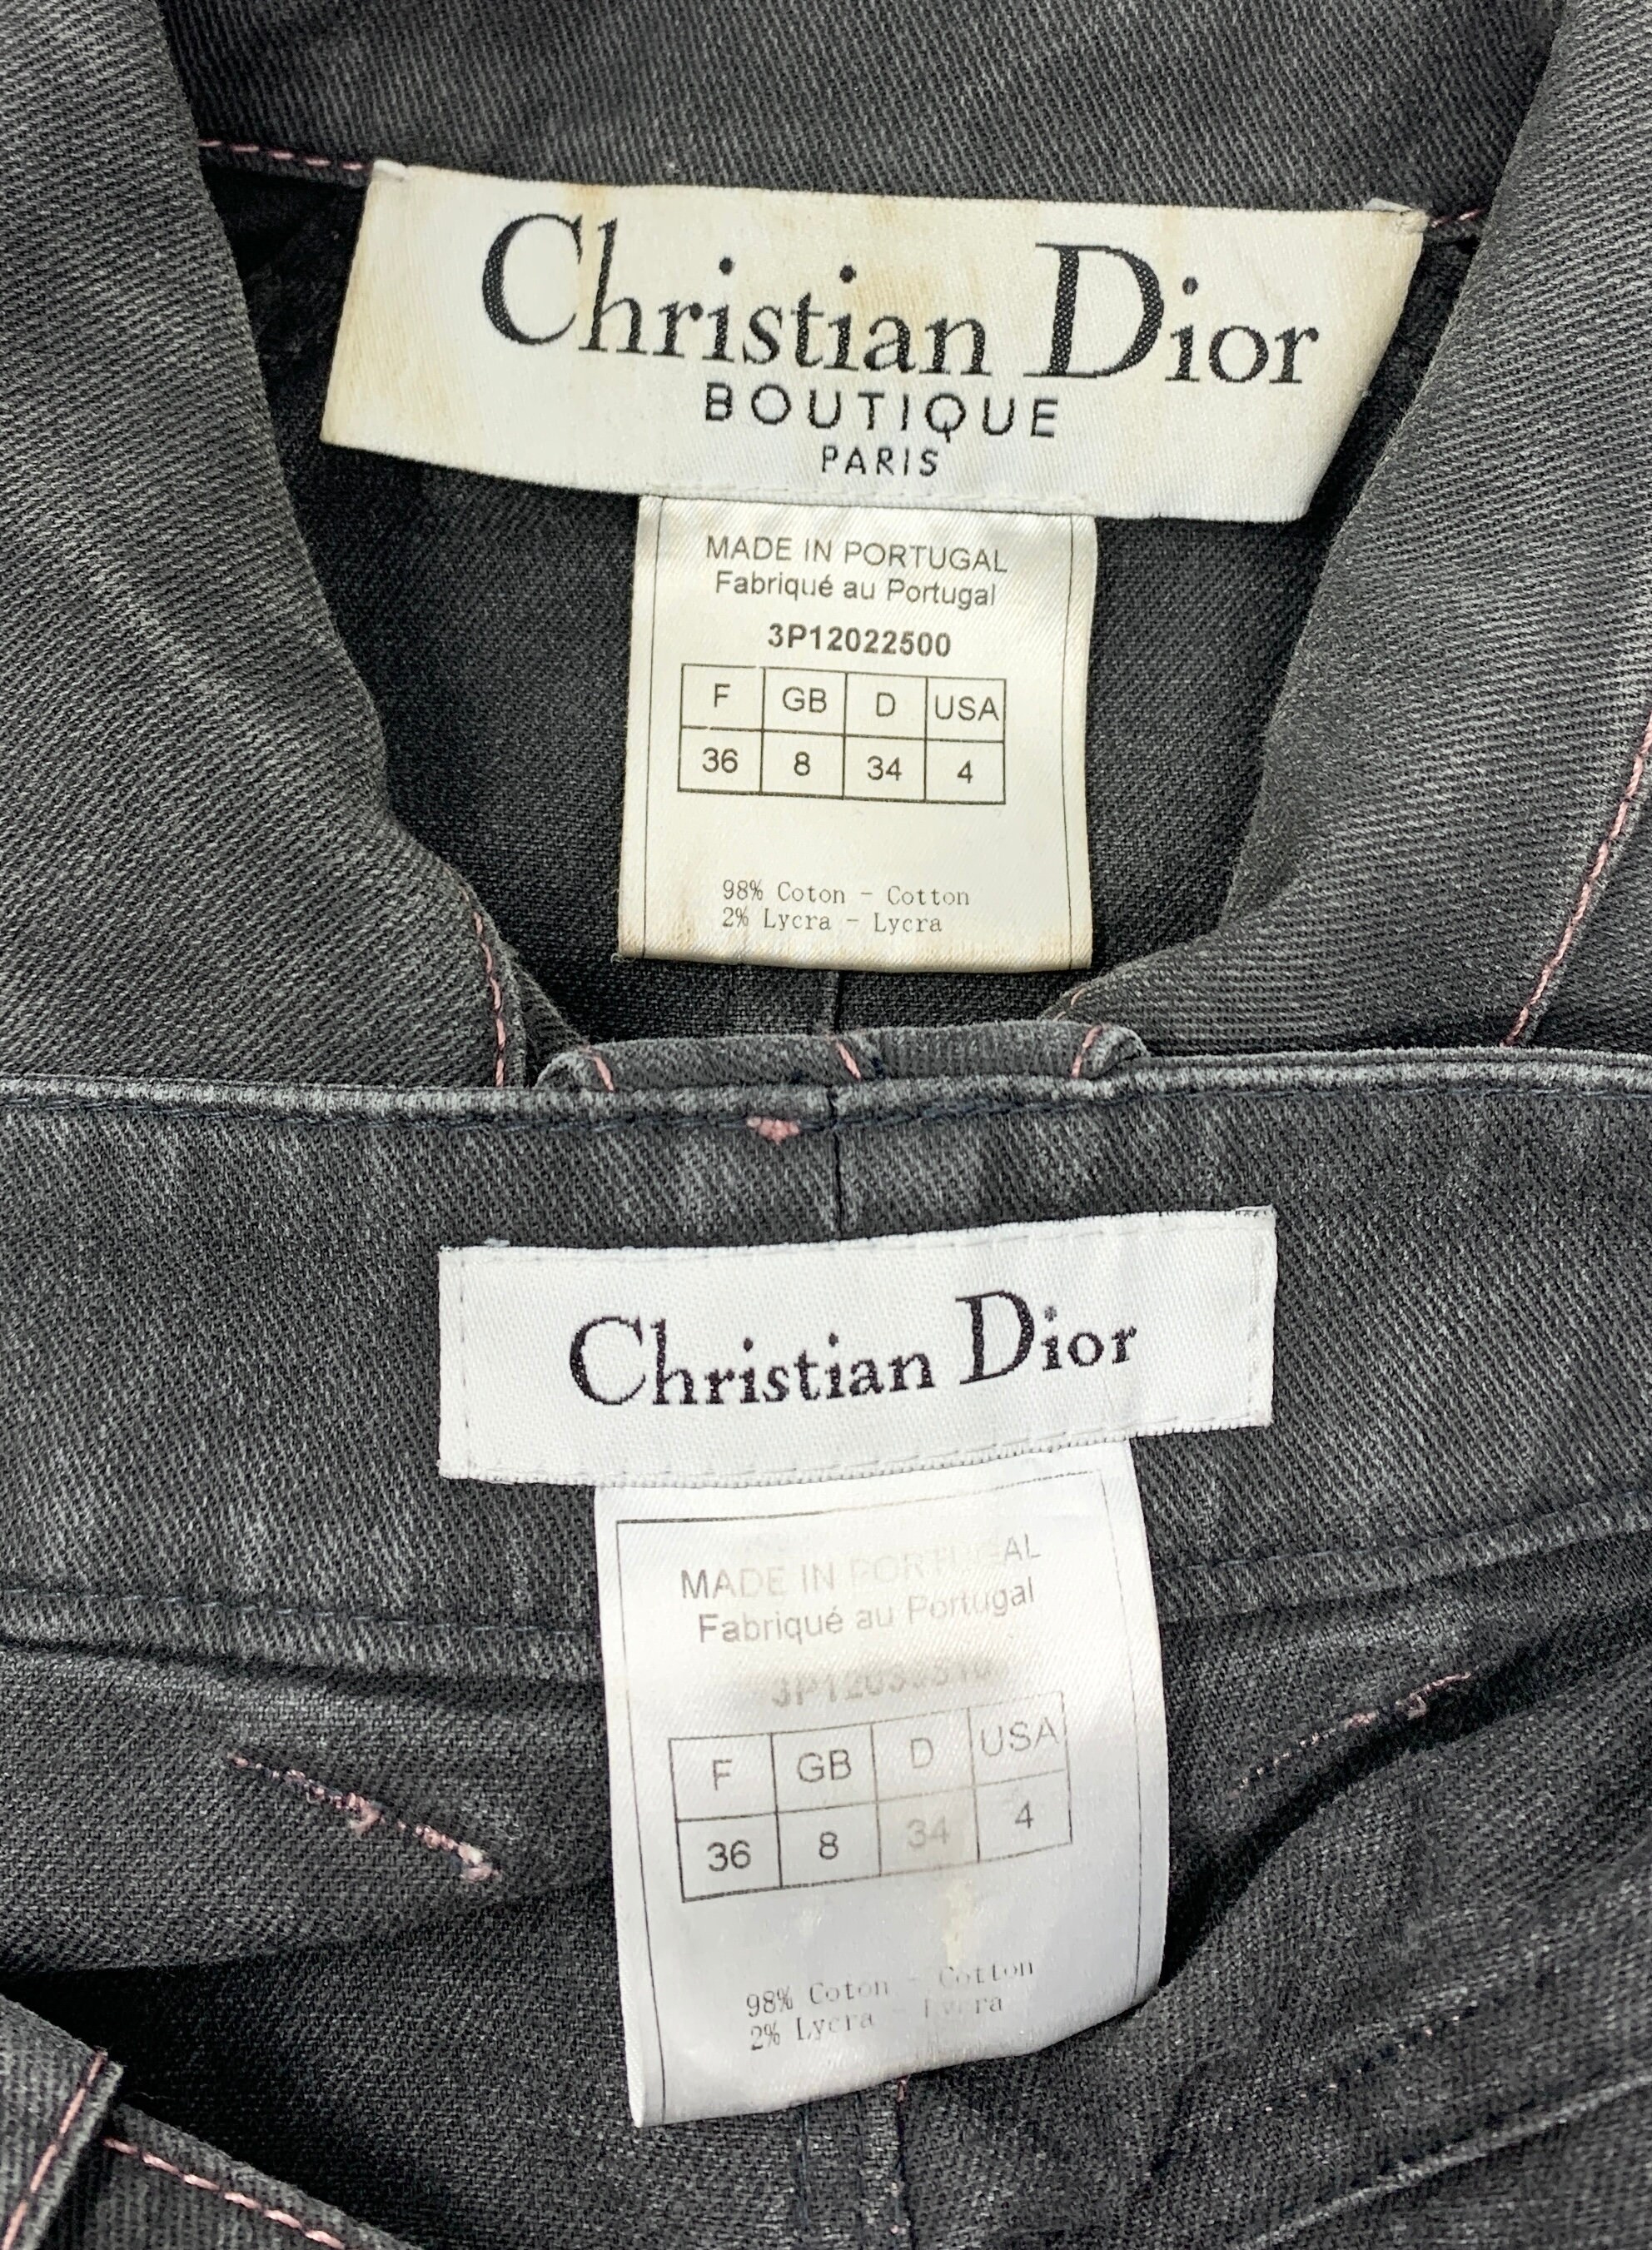 Christian Dior
BOUTIQUE
PARIS
MADE IN PORTUGAL
Fabriqué au Portugal
3P12022500
F GB D USA
36 8 34 4
98% Coton - Cotton
2% Lycra - Lycra
Christian Dior
MADE IN PORTUGAL
Fabriqué au Portugal
F GB D USA
36 8 34 4
98% Coton - Cotton
2% Lycra - Lycra